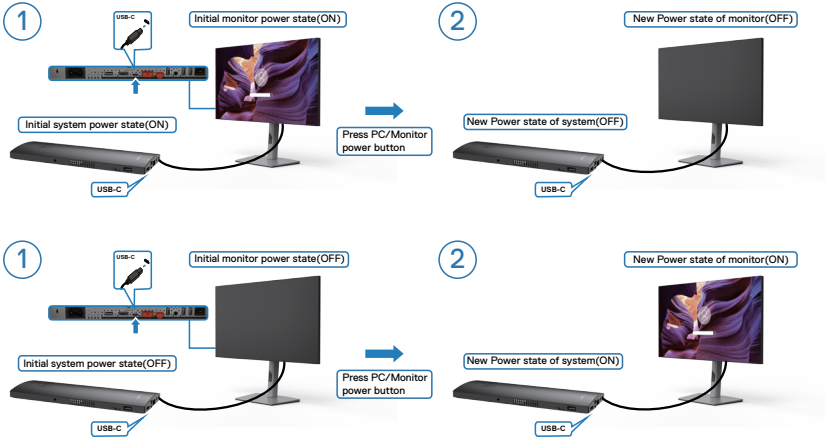 1
USB-C
Initial monitor power state(ON)
Initial system power state(ON)
USB-C
Press PC/Monitor
power button
2
New Power state of monitor(OFF)
New Power state of system(OFF)
USB-C
1
USB-C
Initial monitor power state(OFF)
Initial system power state(OFF)
USB-C
Press PC/Monitor
power button
2
New Power state of monitor(ON)
New Power state of system(ON)
USB-C